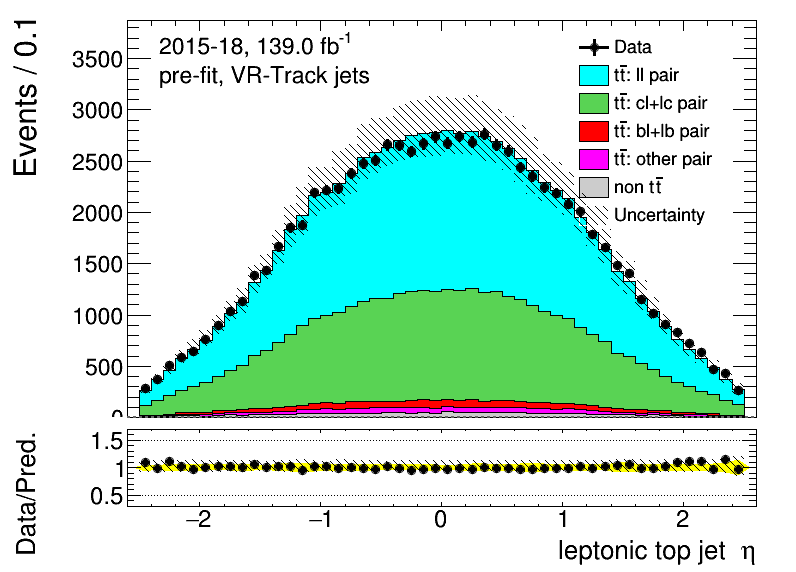 Events / 0.1
3500
3000
2500
2000
1500
1000
500
0
2015-18, 139.0 fb⁻¹
pre-fit, VR-Track jets
Data
tt̄: ll pair
tt̄: cl+lc pair
tt̄: bl+lb pair
tt̄: other pair
non tt̄
Uncertainty
Data/Pred.
1.5
1
0.5
−2
−1
0
1
2
leptonic top jet η